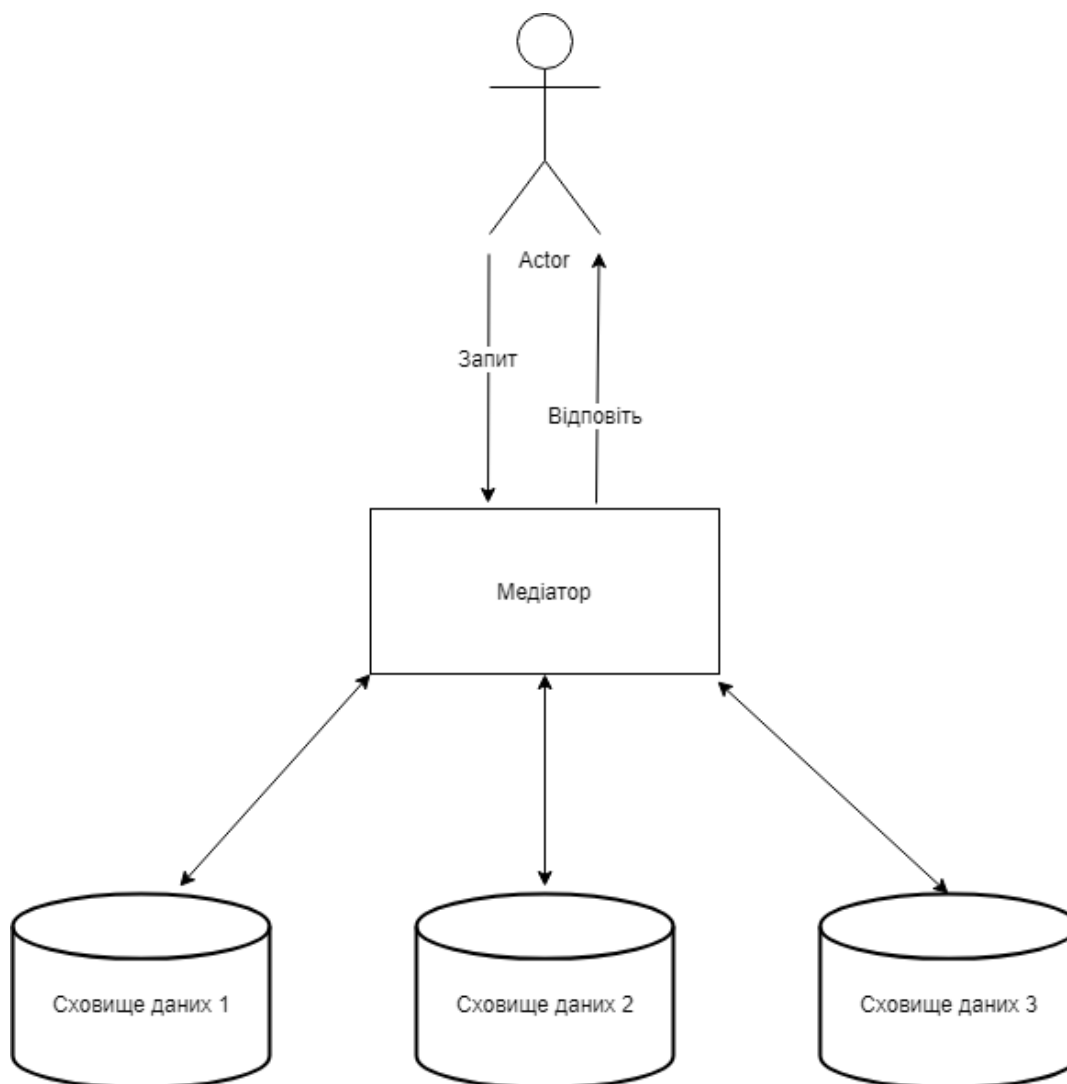 Actor
Запит
Відповіть
Медіатор
Сховище даних 1
Сховище даних 2
Сховище даних 3